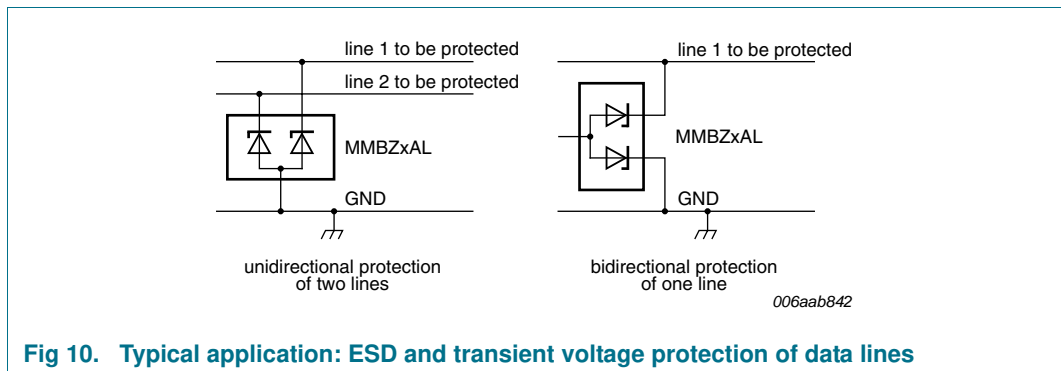 line 1 to be protected
line 2 to be protected
MMBZxAL
GND
unidirectional protection
of two lines
line 1 to be protected
MMBZxAL
GND
bidirectional protection
of one line
006aab842
Fig 10. Typical application: ESD and transient voltage protection of data lines